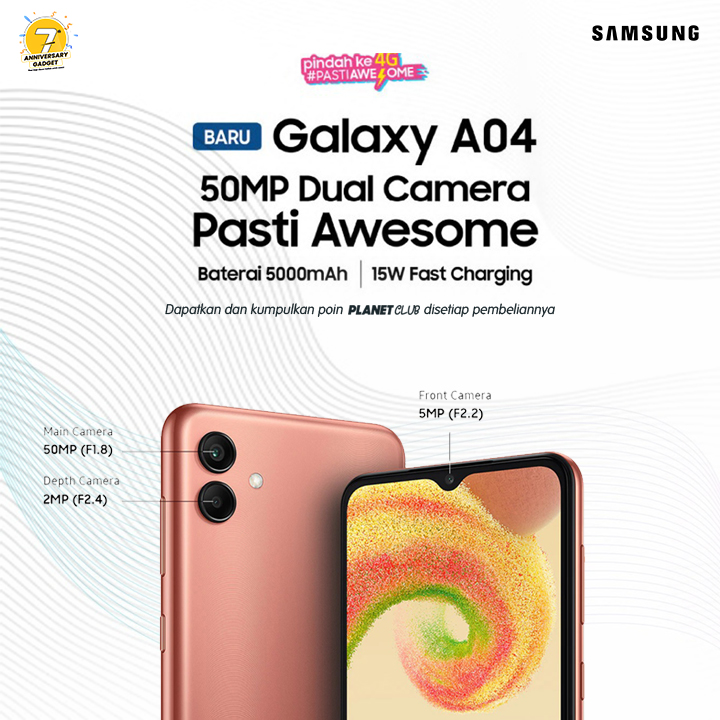 7th
ANNIVERSARY
GADGET
SAMSUNG
pindah ke 4G
#PASTIAWESOME
BARU Galaxy A04
50MP Dual Camera
Pasti Awesome
Baterai 5000mAh | 15W Fast Charging
Dapatkan dan kumpulkan poin PLANET CLUB disetiap pembeliannya
Front Camera
5MP (F2.2)
Main Camera
50MP (F1.8)
Depth Camera
2MP (F2.4)